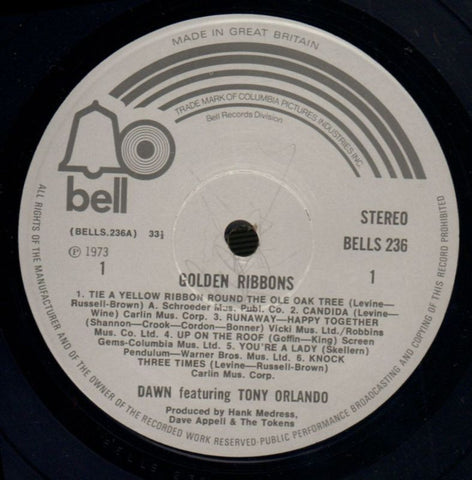 MADE IN GREAT BRITAIN
TRADE MARK OF COLUMBIA PICTURES INDUSTRIES INC.
Bell Records Division
bell
STEREO
(BELLS.236A) 33⅓
BELLS 236
℗ 1973
1
1
GOLDEN RIBBONS
1. TIE A YELLOW RIBBON ROUND THE OLE OAK TREE (Levine—
Russell-Brown) A. Schroeder Mus. Publ. Co. 2. CANDIDA (Levine—
Wine) Carlin Mus. Corp. 3. RUNAWAY—HAPPY TOGETHER
(Shannon—Crook—Gordon—Bonner) Vicki Mus. Ltd./Robbins
Mus. Co. Ltd. 4. UP ON THE ROOF (Goffin—King) Screen
Gems-Columbia Mus. Ltd. 5. YOU'RE A LADY (Skellern)
Pendulum—Warner Bros. Mus. Ltd. 6. KNOCK
THREE TIMES (Levine—Russell-Brown)
Carlin Mus. Corp.
DAWN featuring TONY ORLANDO
Produced by Hank Medress,
Dave Appell & The Tokens
ALL RIGHTS OF THE MANUFACTURER AND OF THE OWNER OF THE RECORDED WORK RESERVED-PUBLIC PERFORMANCE BROADCASTING AND COPYING OF THIS RECORD PROHIBITED